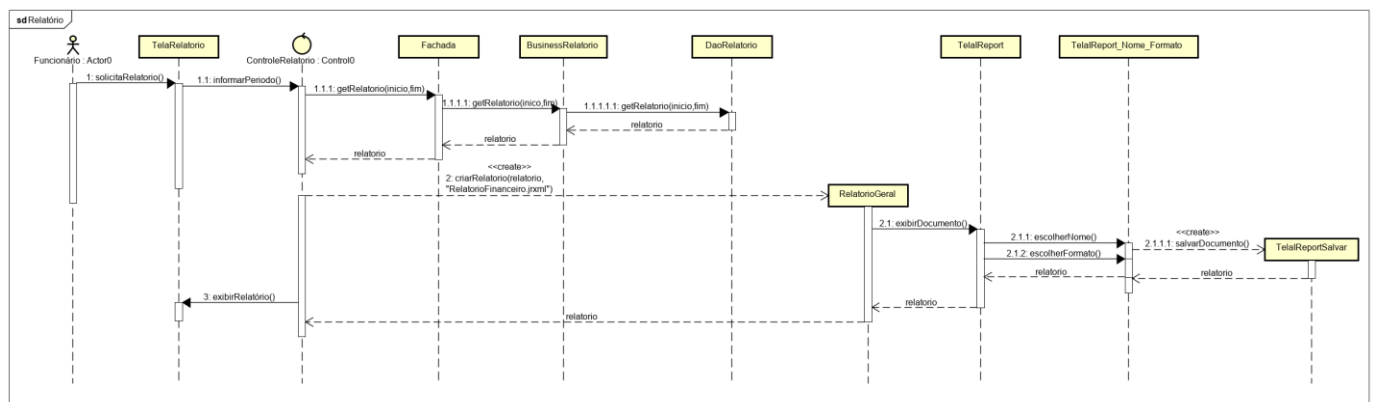 sd Relatório
Funcionário : Actor0
TelaRelatorio
ControleRelatorio : Control0
Fachada
BusinessRelatorio
DaoRelatorio
TelaIReport
TelaIReport_Nome_Formato
1: solicitaRelatorio()
1.1: informarPeriodo()
1.1.1: getRelatorio(inicio,fim)
1.1.1.1: getRelatorio(inico,fim)
1.1.1.1.1: getRelatorio(inicio,fim)
relatorio
relatorio
relatorio
<<create>>
2: criarRelatorio(relatorio,
"RelatorioFinanceiro.jrxml")
RelatorioGeral
2.1: exibirDocumento()
2.1.1: escolherNome()
<<create>>
2.1.1.1: salvarDocumento()
TelaIReportSalvar
2.1.2: escolherFormato()
relatorio
relatorio
3: exibirRelatório()
relatorio
relatorio